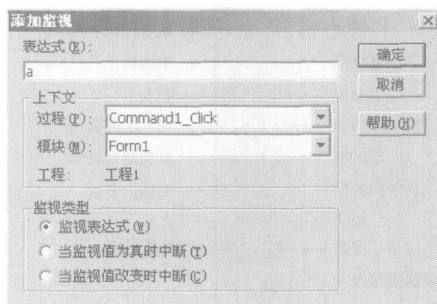 添加监视
表达式(E):
a
确定
取消
帮助(H)
上下文
过程(P): Command1_Click
模块(M): Form1
工程: 工程1
监视类型
监视表达式(W)
当监视值为真时中断(T)
当监视值改变时中断(C)